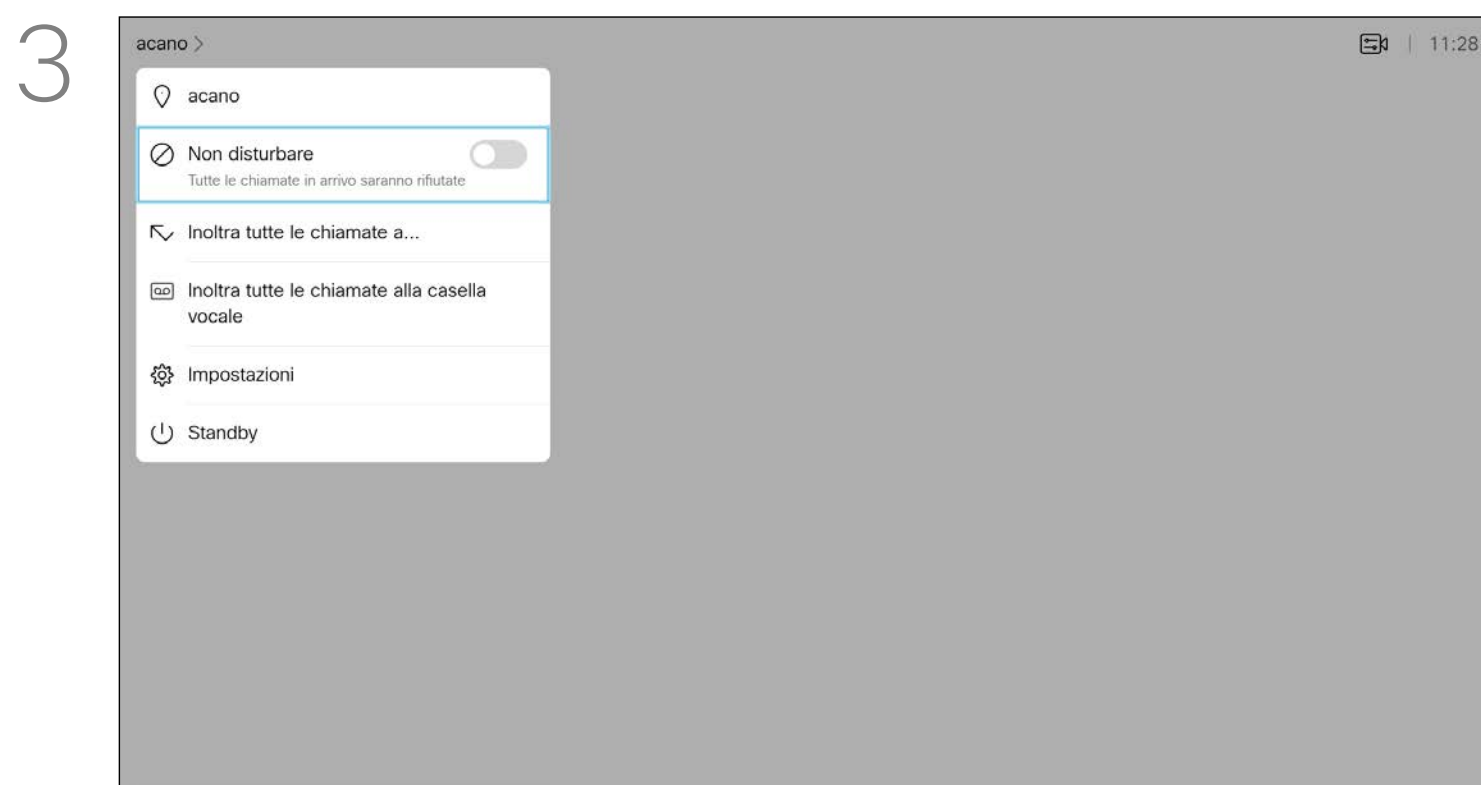 3
acano >
11:28
acano
Non disturbare
Tutte le chiamate in arrivo saranno rifiutate
Inoltra tutte le chiamate a...
Inoltra tutte le chiamate alla casella
vocale
Impostazioni
Standby